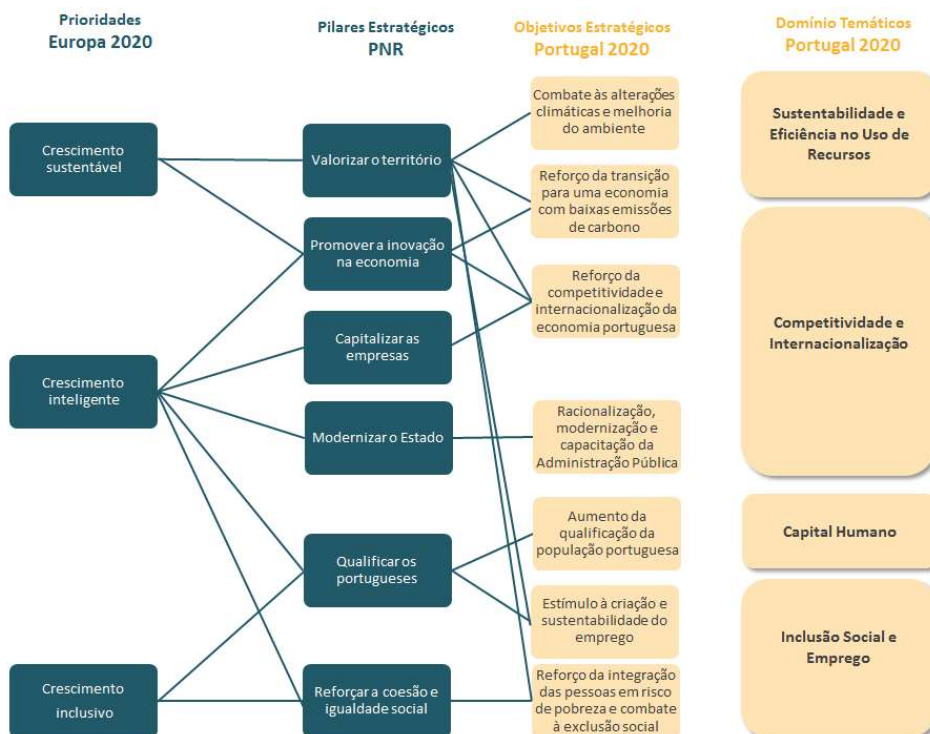 Prioridades
Europa 2020
Pilares Estratégicos
PNR
Objetivos Estratégicos
Portugal 2020
Domínio Temáticos
Portugal 2020
Crescimento
sustentável
Crescimento
inteligente
Crescimento
inclusivo
Valorizar o território
Promover a inovação
na economia
Capitalizar as
empresas
Modernizar o Estado
Qualificar os
portugueses
Reforçar a coesão e
igualdade social
Combate às alterações
climáticas e melhoria
do ambiente
Reforço da transição
para uma economia
com baixas emissões
de carbono
Reforço da
competitividade e
internacionalização da
economia portuguesa
Racionalização,
modernização e
capacitação da
Administração Pública
Aumento da
qualificação da
população portuguesa
Estímulo à criação e
sustentabilidade do
emprego
Reforço da integração
das pessoas em risco
de pobreza e combate
à exclusão social
Sustentabilidade e
Eficiência no Uso de
Recursos
Competitividade e
Internacionalização
Capital Humano
Inclusão Social e
Emprego